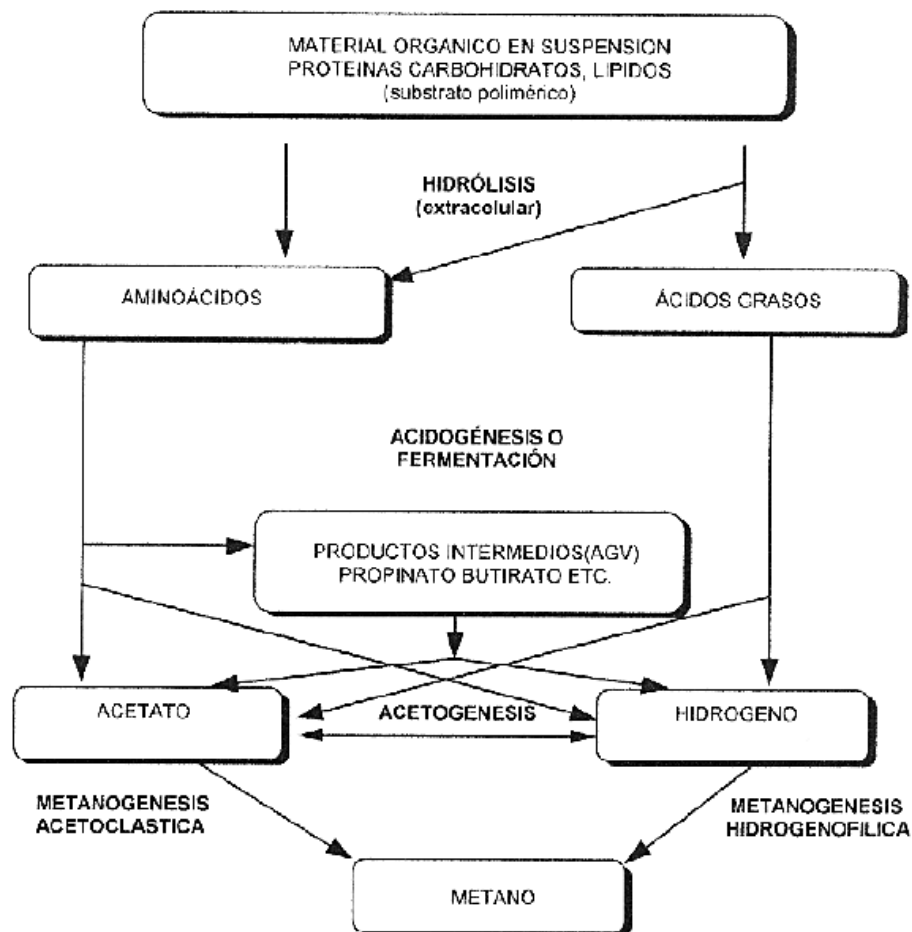 MATERIAL ORGANICO EN SUSPENSION
PROTEINAS CARBOHIDRATOS, LIPIDOS
(substrato polimérico)
HIDRÓLISIS
(extracelular)
AMINOÁCIDOS
ÁCIDOS GRASOS
ACIDOGÉNESIS O
FERMENTACIÓN
PRODUCTOS INTERMEDIOS(AGV)
PROPINATO BUTIRATO ETC.
ACETATO
ACETOGENESIS
HIDROGENO
METANOGENESIS
ACETOCLASTICA
METANOGENESIS
HIDROGENOFILICA
METANO